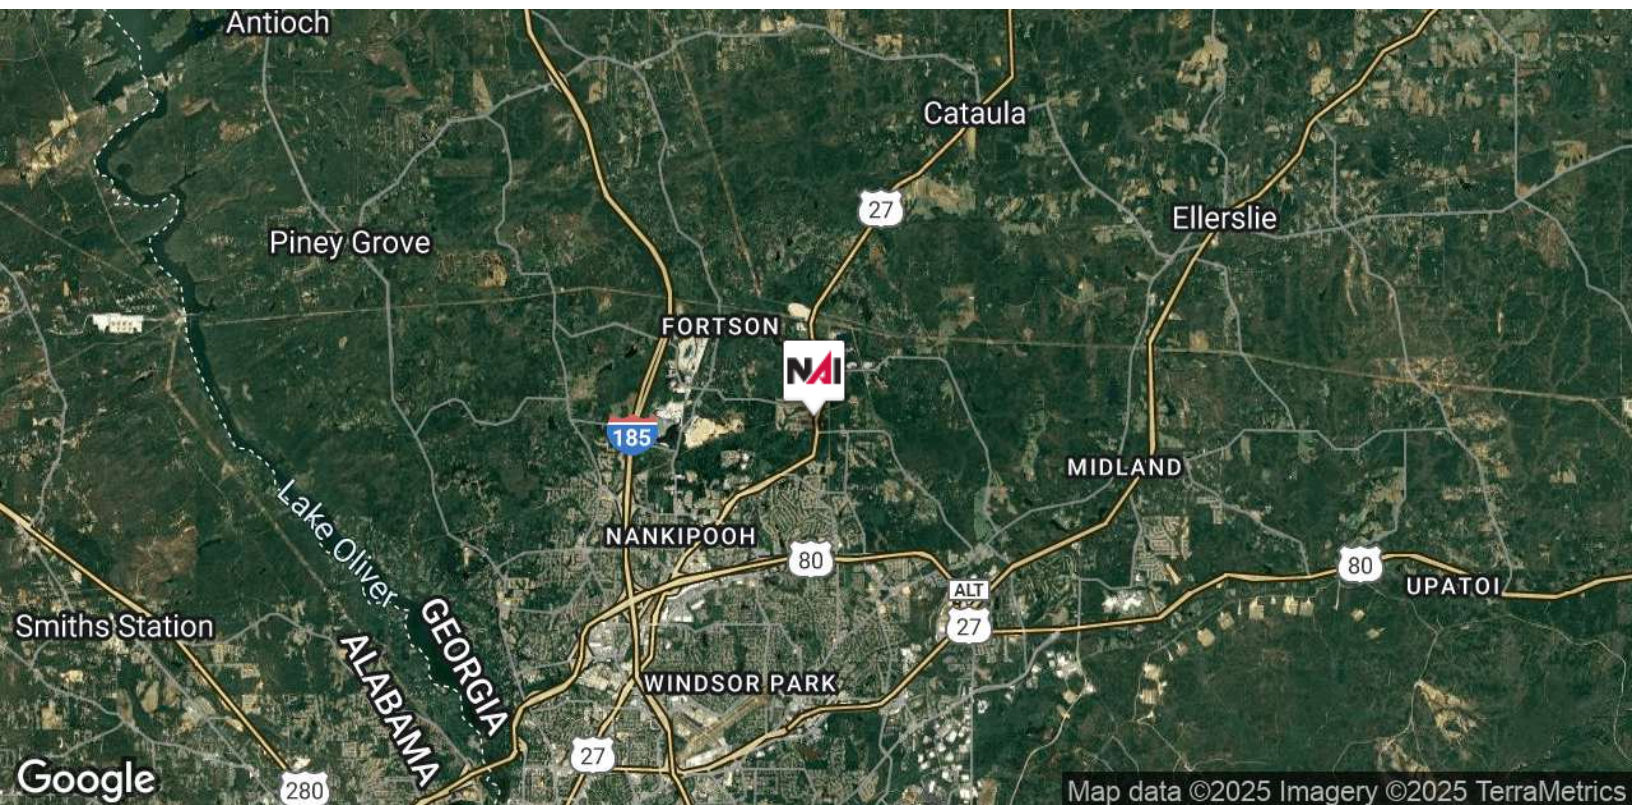 Antioch
Cataula
27
Ellerslie
Piney Grove
FORTSON
NAI
185
MIDLAND
Lake Oliver
NANKIPOOH
80
80
ALT
27
UPATOI
Smiths Station
GEORGIA
ALABAMA
WINDSOR PARK
27
280
Google
Map data ©2025 Imagery ©2025 TerraMetrics